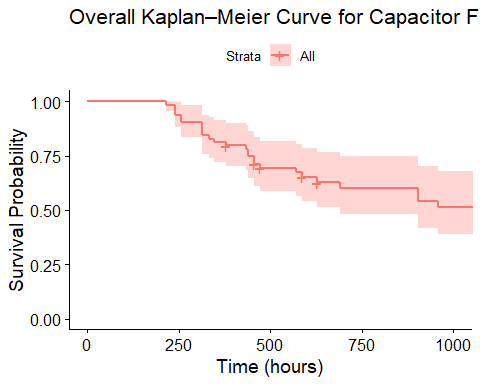 Overall Kaplan–Meier Curve for Capacitor F
Strata All
1.00
0.75
0.50
0.25
0.00
Survival Probability
0 250 500 750 1000
Time (hours)